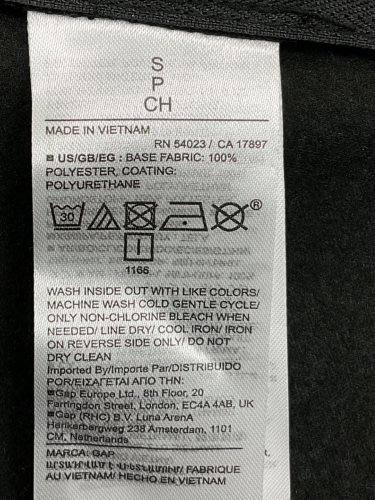 S
P
CH
MADE IN VIETNAM
RN 54023 / CA 17897
US/GB/EG : BASE FABRIC: 100%
POLYESTER, COATING:
POLYURETHANE
30
®
1166
WASH INSIDE OUT WITH LIKE COLORS/
MACHINE WASH COLD GENTLE CYCLE/
ONLY NON-CHLORINE BLEACH WHEN
NEEDED/ LINE DRY/ COOL IRON/ IRON
ON REVERSE SIDE ONLY/ DO NOT
DRY CLEAN
Imported By/Importe Par/DISTRIBUIDO
POR/ΕΙΣΑΓΕΤΑΙ ΑΠΟ ΤΗΝ:
Gap Europe Ltd., 8th Floor, 20
Farringdon Street, London, EC4A 4AB, UK
Gap (RHC) B.V. Luna ArenA
Herikerbergweg 238 Amsterdam, 1101
CM, Netherlands
MARCA: GAP
FABRIQUE
AU VIETNAM/ HECHO EN VIETNAM